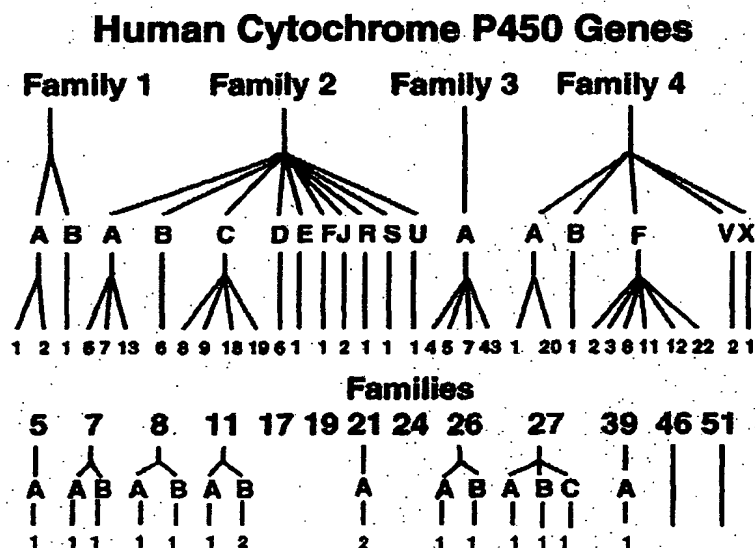 Human Cytochrome P450 Genes
Family 1 Family 2 Family 3 Family 4
A B A B C D E F J R S U A A B F V X
1 2 1 6 7 13 6 8 9 18 19 6 1 1 2 1 1 1 4 5 7 43 1 20 1 2 3 8 11 12 22 2 1
Families
5 7 8 11 17 19 21 24 26 27 39 46 51
A A B A B A B A A B A B C A
1 1 1 1 1 1 2 2 1 1 1 1 1 1